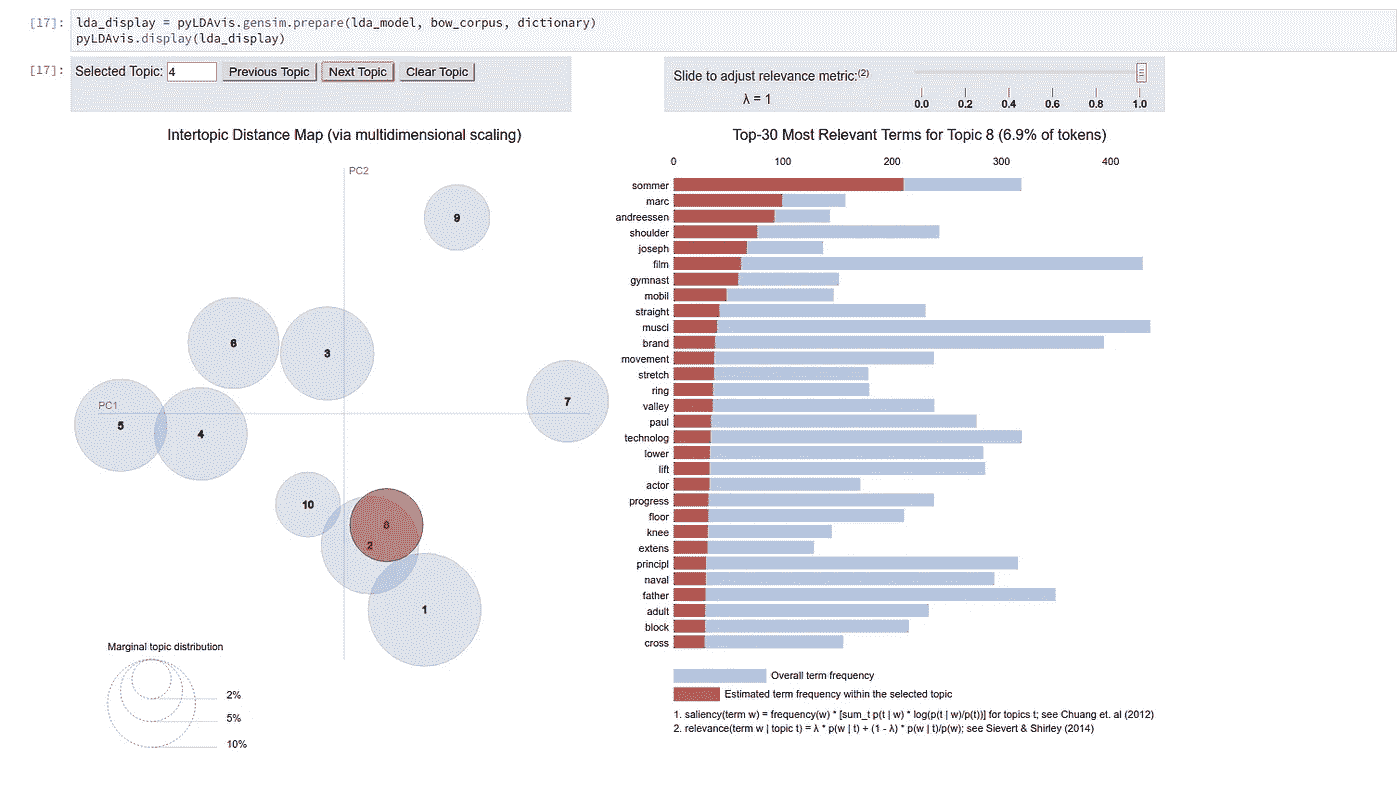 [17]: lda_display = pyLDAvis.gensim.prepare(lda_model, bow_corpus, dictionary)
pyLDAvis.display(lda_display)
[17]: Selected Topic: 4 Previous Topic Next Topic Clear Topic
Slide to adjust relevance metric:(2)
λ = 1
0.0 0.2 0.4 0.6 0.8 1.0
Intertopic Distance Map (via multidimensional scaling)
PC2
9
6
3
7
PC1
5
4
10
8
2
1
Marginal topic distribution
2%
5%
10%
Top-30 Most Relevant Terms for Topic 8 (6.9% of tokens)
0 100 200 300 400
sommer
marc
andreessen
shoulder
joseph
film
gymnast
mobil
straight
muscl
brand
movement
stretch
ring
valley
paul
technolog
lower
lift
actor
progress
floor
knee
extens
principl
naval
father
adult
block
cross
Overall term frequency
Estimated term frequency within the selected topic
1. saliency(term w) = frequency(w) * [sum_t p(t | w) * log(p(t | w)/p(t))] for topics t; see Chuang et. al (2012)
2. relevance(term w | topic t) = λ * p(w | t) + (1 - λ) * p(w | t)/p(w); see Sievert & Shirley (2014)